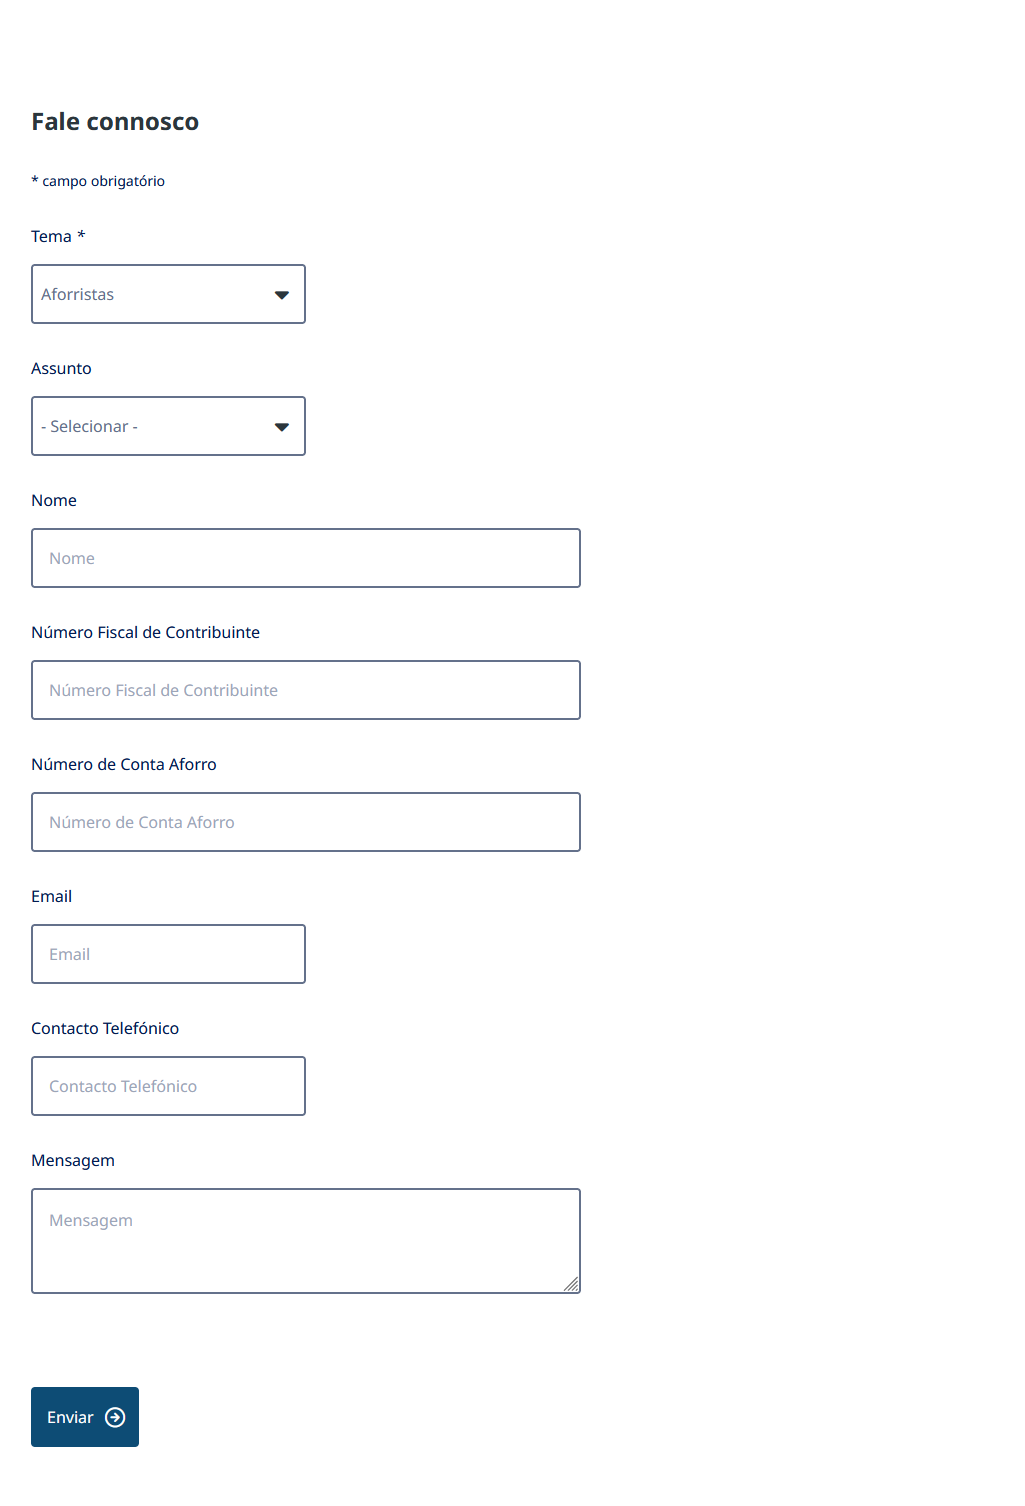 Fale connosco
* campo obrigatório
Tema *
Aforristas
Assunto
- Selecionar -
Nome
Nome
Número Fiscal de Contribuinte
Número Fiscal de Contribuinte
Número de Conta Aforro
Número de Conta Aforro
Email
Email
Contacto Telefónico
Contacto Telefónico
Mensagem
Mensagem
Enviar